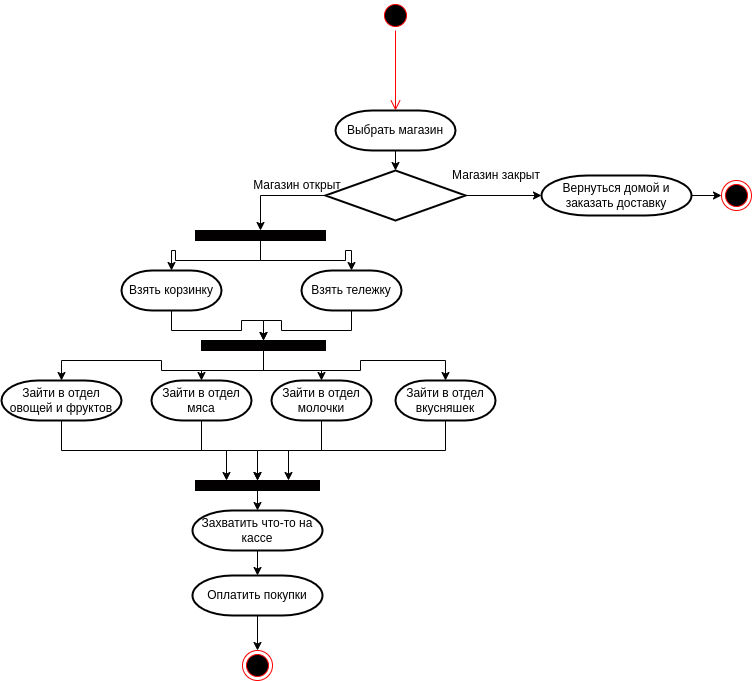 Выбрать магазин
Магазин закрыт
Магазин открыт
Вернуться домой и
заказать доставку
Взять корзинку
Взять тележку
Зайти в отдел
овощей и фруктов
Зайти в отдел
мяса
Зайти в отдел
молочки
Зайти в отдел
вкусняшек
Захватить что-то на
кассе
Оплатить покупки